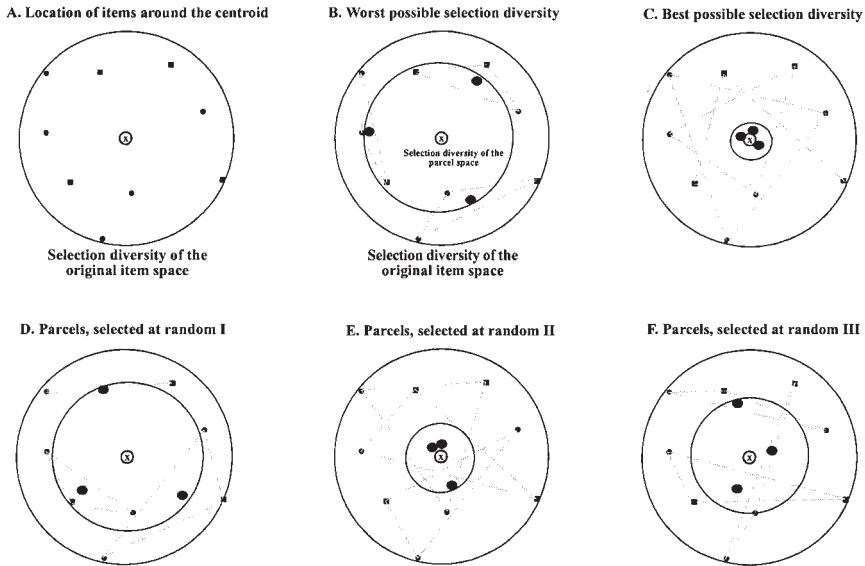 A. Location of items around the centroid
B. Worst possible selection diversity
C. Best possible selection diversity
x
x
Selection diversity of the
parcel space
x
Selection diversity of the
original item space
Selection diversity of the
original item space
D. Parcels, selected at random I
E. Parcels, selected at random II
F. Parcels, selected at random III
x
x
x